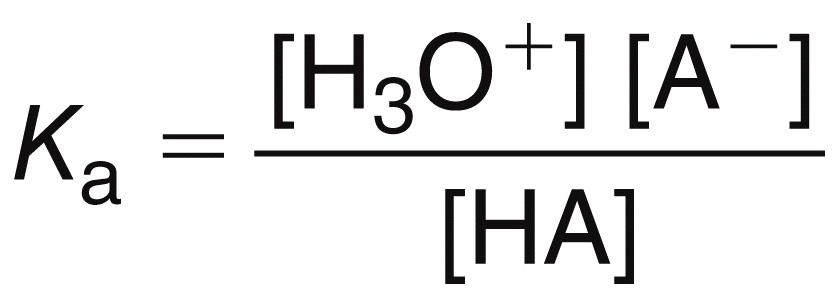 Kₐ = [H₃O⁺] [A⁻] / [HA]